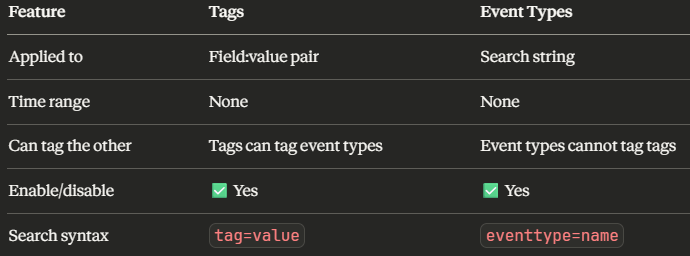 Feature Tags Event Types
Applied to Field:value pair Search string
Time range None None
Can tag the other Tags can tag event types Event types cannot tag tags
Enable/disable ✅ Yes ✅ Yes
Search syntax tag=value eventtype=name